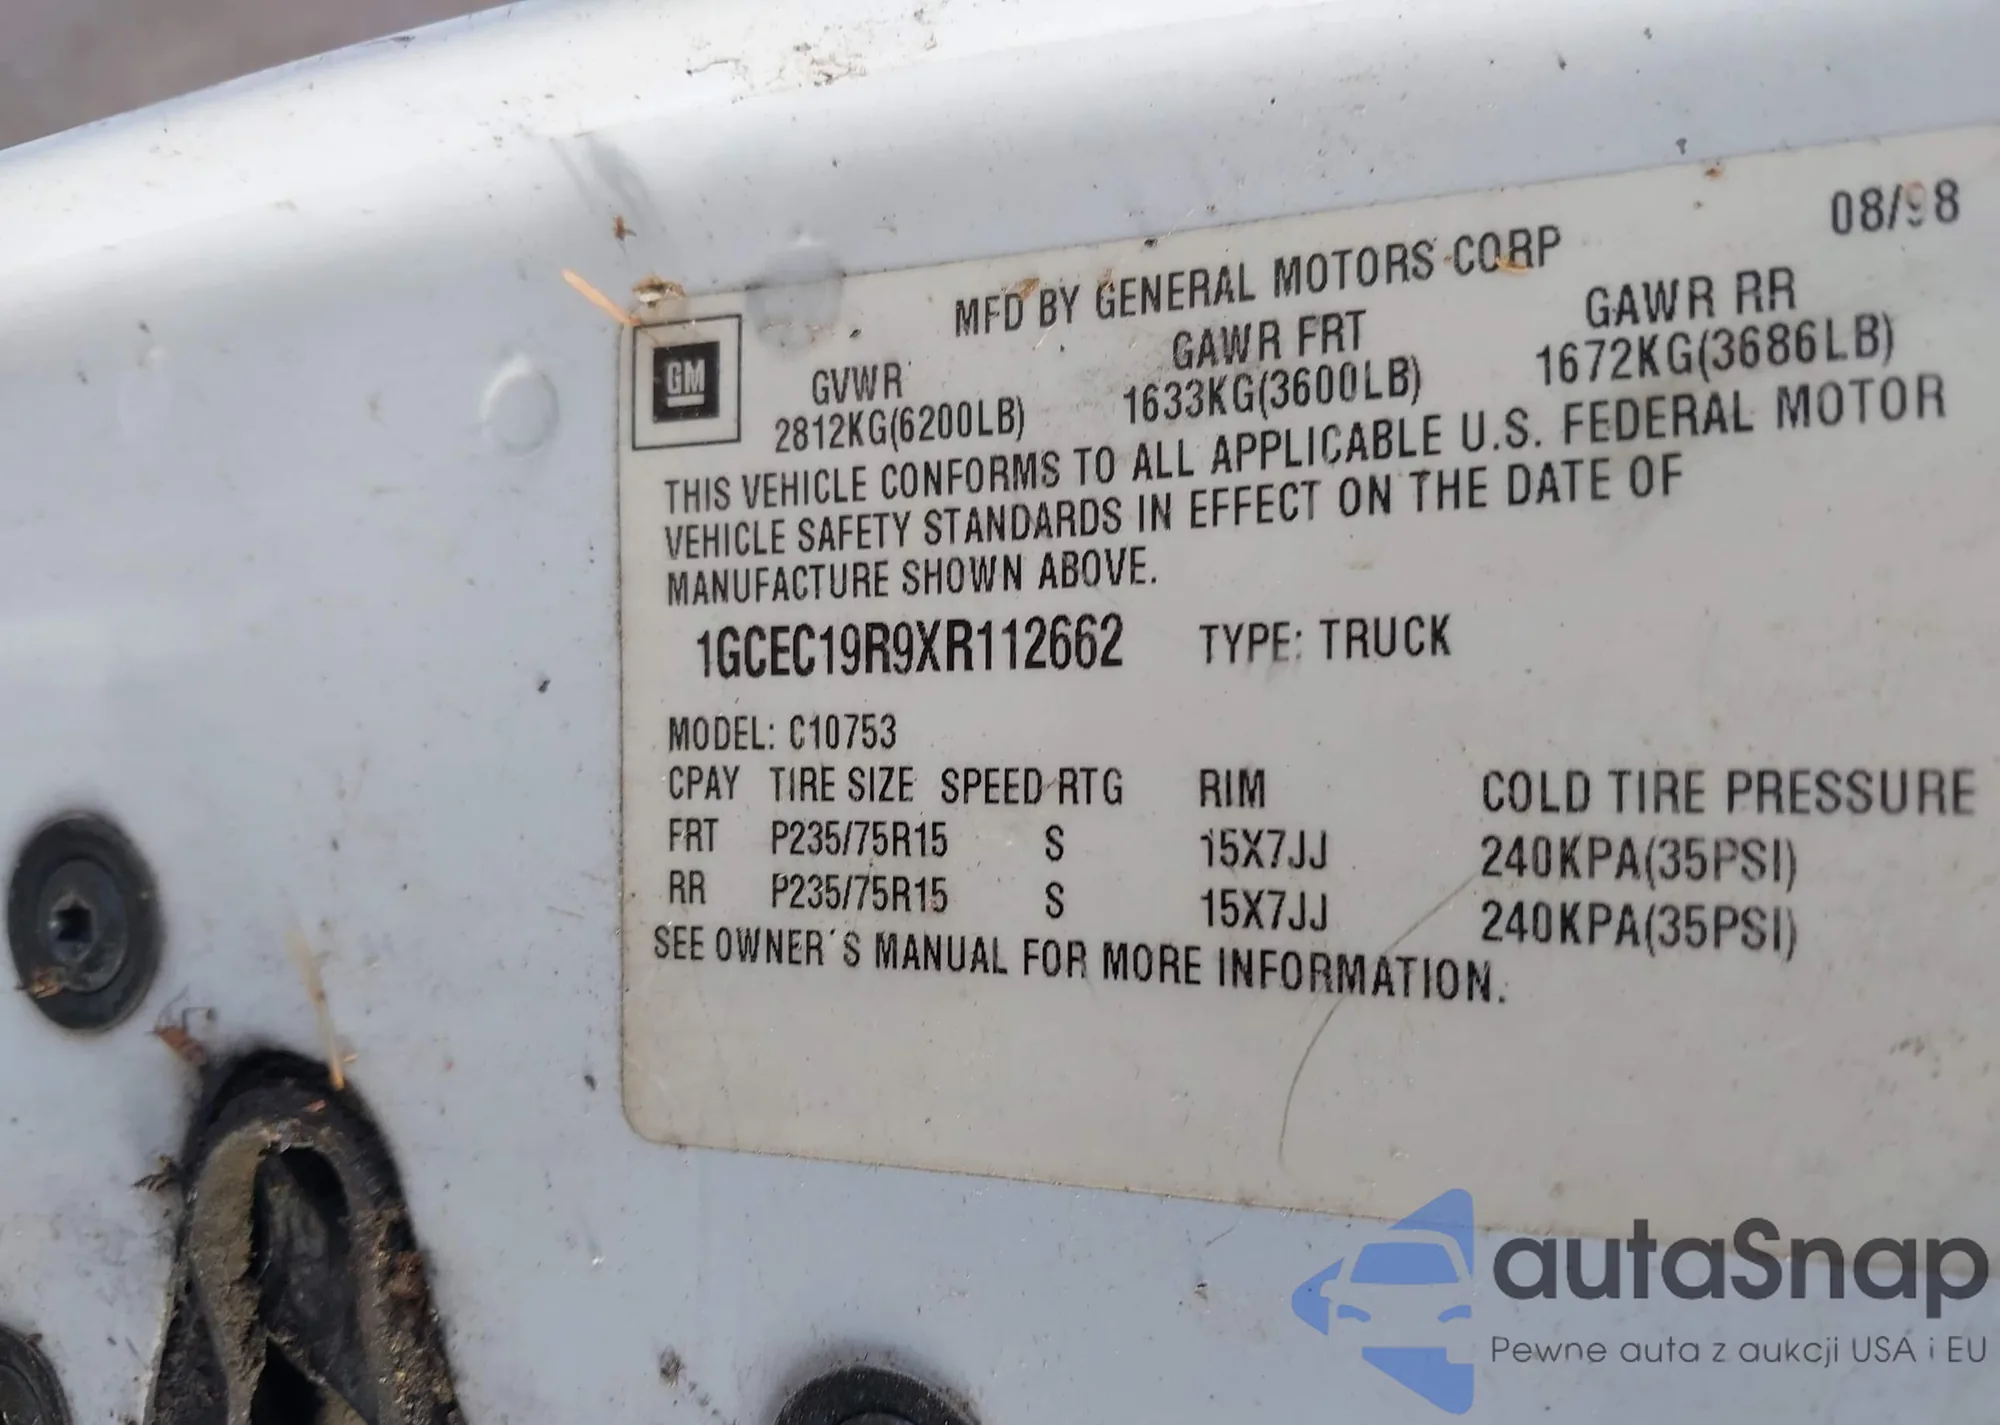 MFD BY GENERAL MOTORS CORP 08/98
GM
GVWR GAWR FRT GAWR RR
2812KG(6200LB) 1633KG(3600LB) 1672KG(3686LB)
THIS VEHICLE CONFORMS TO ALL APPLICABLE U.S. FEDERAL MOTOR
VEHICLE SAFETY STANDARDS IN EFFECT ON THE DATE OF
MANUFACTURE SHOWN ABOVE.
1GCEC19R9XR112662 TYPE: TRUCK
MODEL: C10753
CPAY TIRE SIZE SPEED RTG RIM COLD TIRE PRESSURE
FRT P235/75R15 S 15X7JJ 240KPA(35PSI)
RR P235/75R15 S 15X7JJ 240KPA(35PSI)
SEE OWNER'S MANUAL FOR MORE INFORMATION.
autaSnap
Pewne auta z aukcji USA i EU